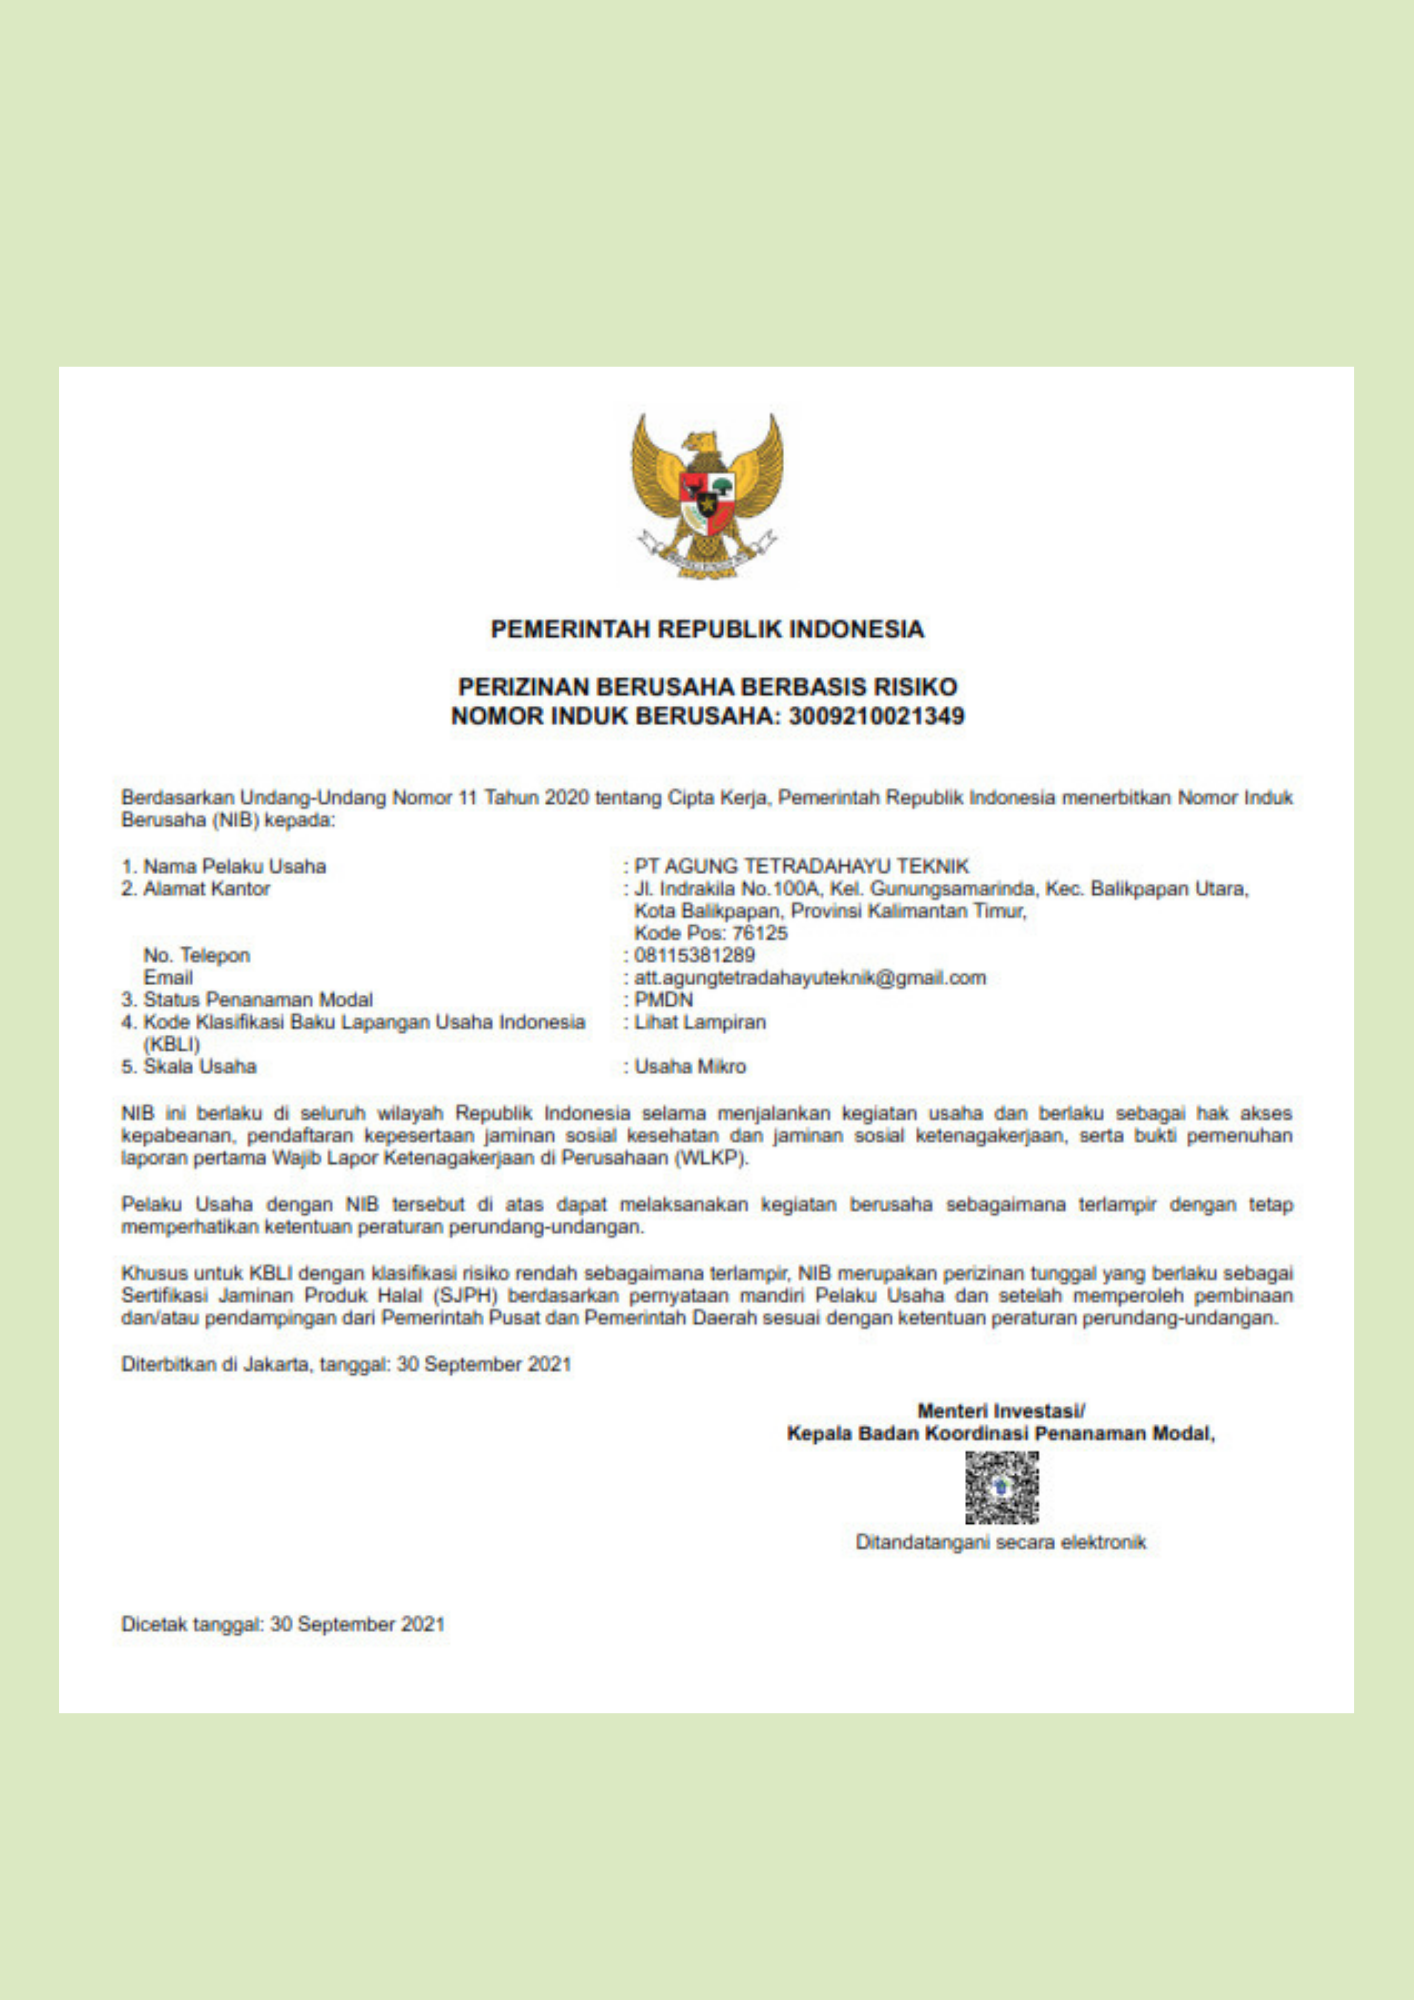 PEMERINTAH REPUBLIK INDONESIA
PERIZINAN BERUSAHA BERBASIS RISIKO
NOMOR INDUK BERUSAHA: 3009210021349
Berdasarkan Undang-Undang Nomor 11 Tahun 2020 tentang Cipta Kerja, Pemerintah Republik Indonesia menerbitkan Nomor Induk
Berusaha (NIB) kepada:
1. Nama Pelaku Usaha : PT AGUNG TETRADAHAYU TEKNIK
2. Alamat Kantor : Jl. Indrakila No.100A, Kel. Gunungsamarinda, Kec. Balikpapan Utara,
Kota Balikpapan, Provinsi Kalimantan Timur,
Kode Pos: 76125
No. Telepon : 08115381289
Email : att.agungtetradahayuteknik@gmail.com
3. Status Penanaman Modal : PMDN
4. Kode Klasifikasi Baku Lapangan Usaha Indonesia : Lihat Lampiran
(KBLI)
5. Skala Usaha : Usaha Mikro
NIB ini berlaku di seluruh wilayah Republik Indonesia selama menjalankan kegiatan usaha dan berlaku sebagai hak akses
kepabeanan, pendaftaran kepesertaan jaminan sosial kesehatan dan jaminan sosial ketenagakerjaan, serta bukti pemenuhan
laporan pertama Wajib Lapor Ketenagakerjaan di Perusahaan (WLKP).
Pelaku Usaha dengan NIB tersebut di atas dapat melaksanakan kegiatan berusaha sebagaimana terlampir dengan tetap
memperhatikan ketentuan peraturan perundang-undangan.
Khusus untuk KBLI dengan klasifikasi risiko rendah sebagaimana terlampir, NIB merupakan perizinan tunggal yang berlaku sebagai
Sertifikasi Jaminan Produk Halal (SJPH) berdasarkan pernyataan mandiri Pelaku Usaha dan setelah memperoleh pembinaan
dan/atau pendampingan dari Pemerintah Pusat dan Pemerintah Daerah sesuai dengan ketentuan peraturan perundang-undangan.
Diterbitkan di Jakarta, tanggal: 30 September 2021
Menteri Investasi/
Kepala Badan Koordinasi Penanaman Modal,
Ditandatangani secara elektronik
Dicetak tanggal: 30 September 2021